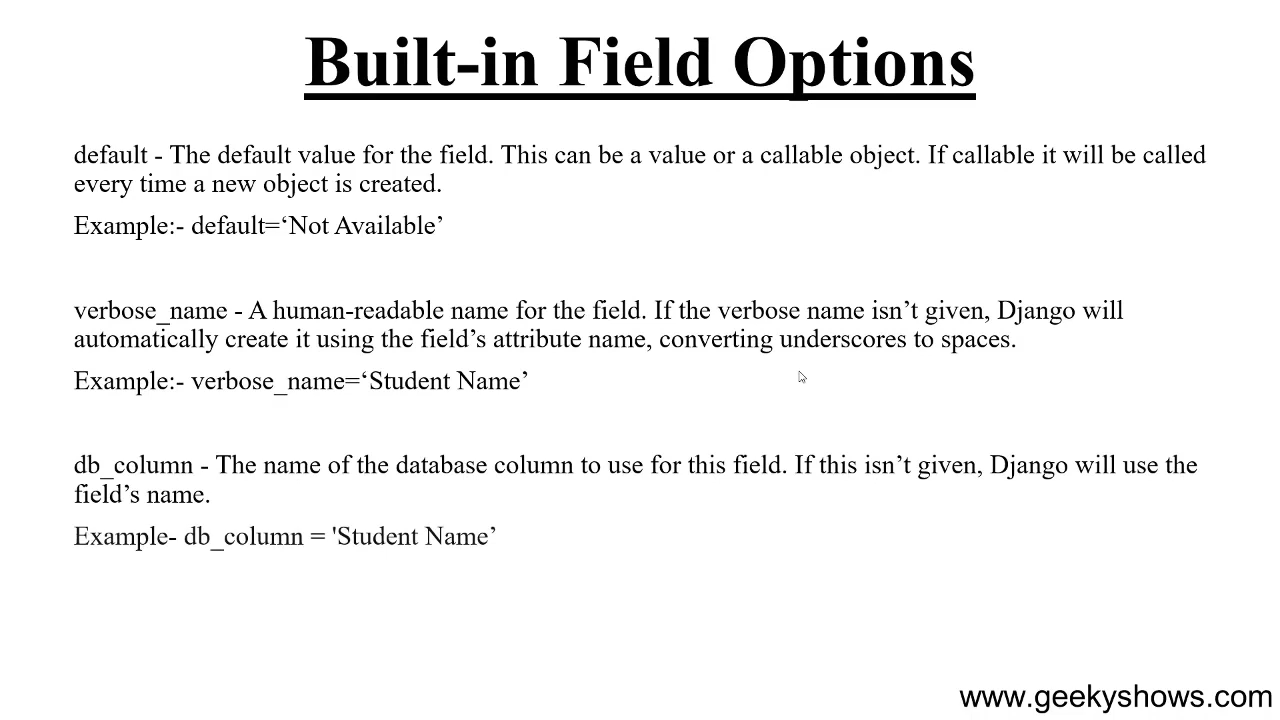 Built-in Field Options
default - The default value for the field. This can be a value or a callable object. If callable it will be called
every time a new object is created.
Example:- default=‘Not Available’
verbose_name - A human-readable name for the field. If the verbose name isn’t given, Django will
automatically create it using the field’s attribute name, converting underscores to spaces.
Example:- verbose_name=‘Student Name’
db_column - The name of the database column to use for this field. If this isn’t given, Django will use the
field’s name.
Example- db_column = 'Student Name’
www.geekyshows.com